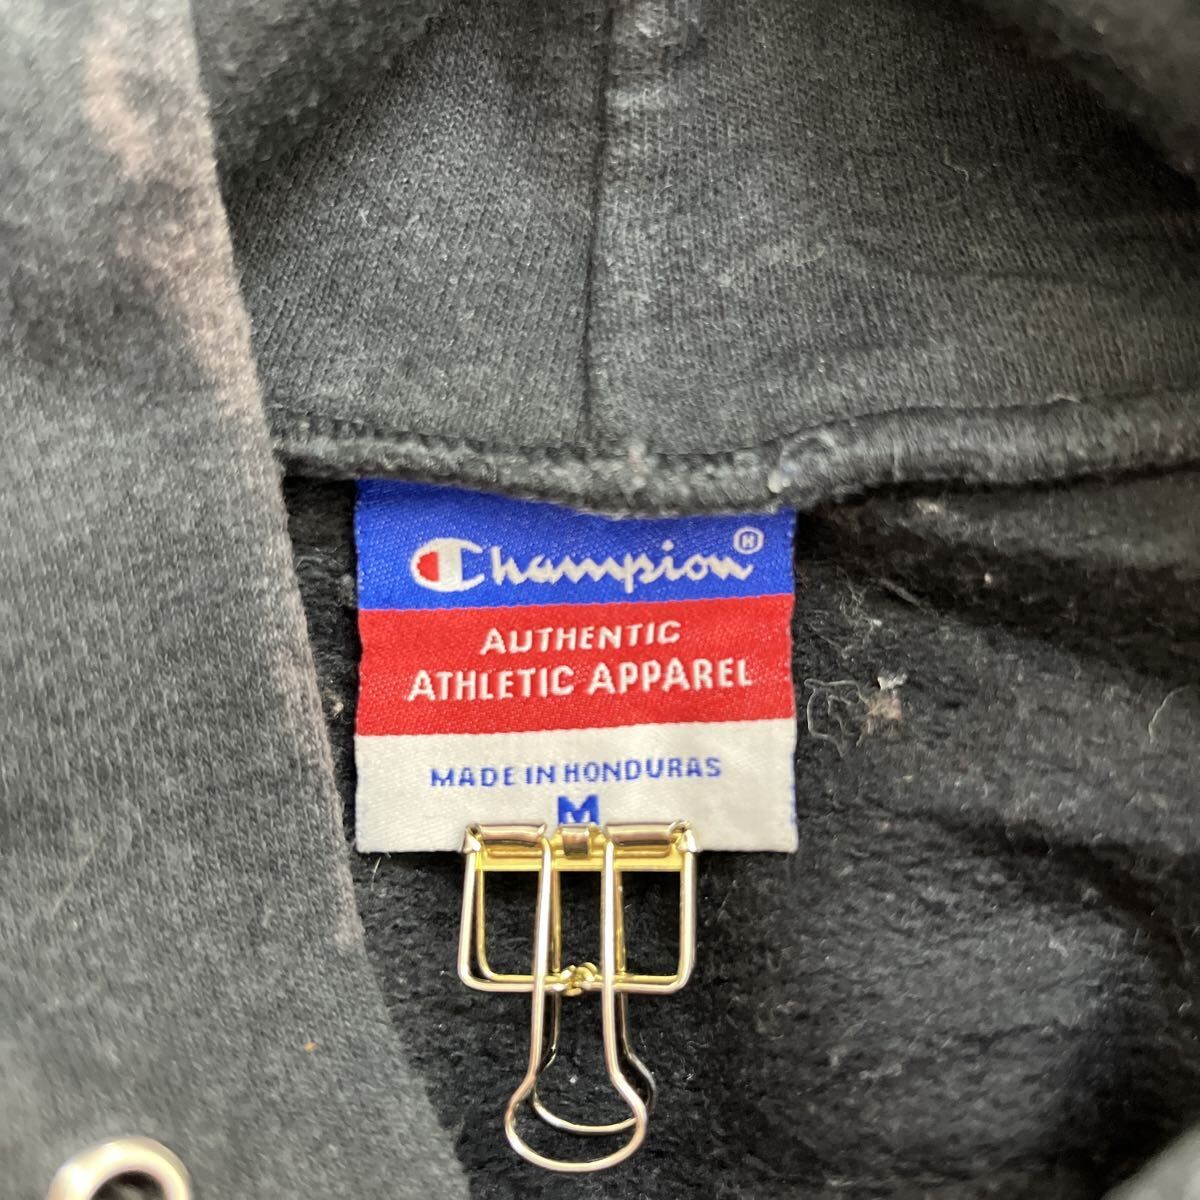 Champion®
AUTHENTIC
ATHLETIC APPAREL
MADE IN HONDURAS
M